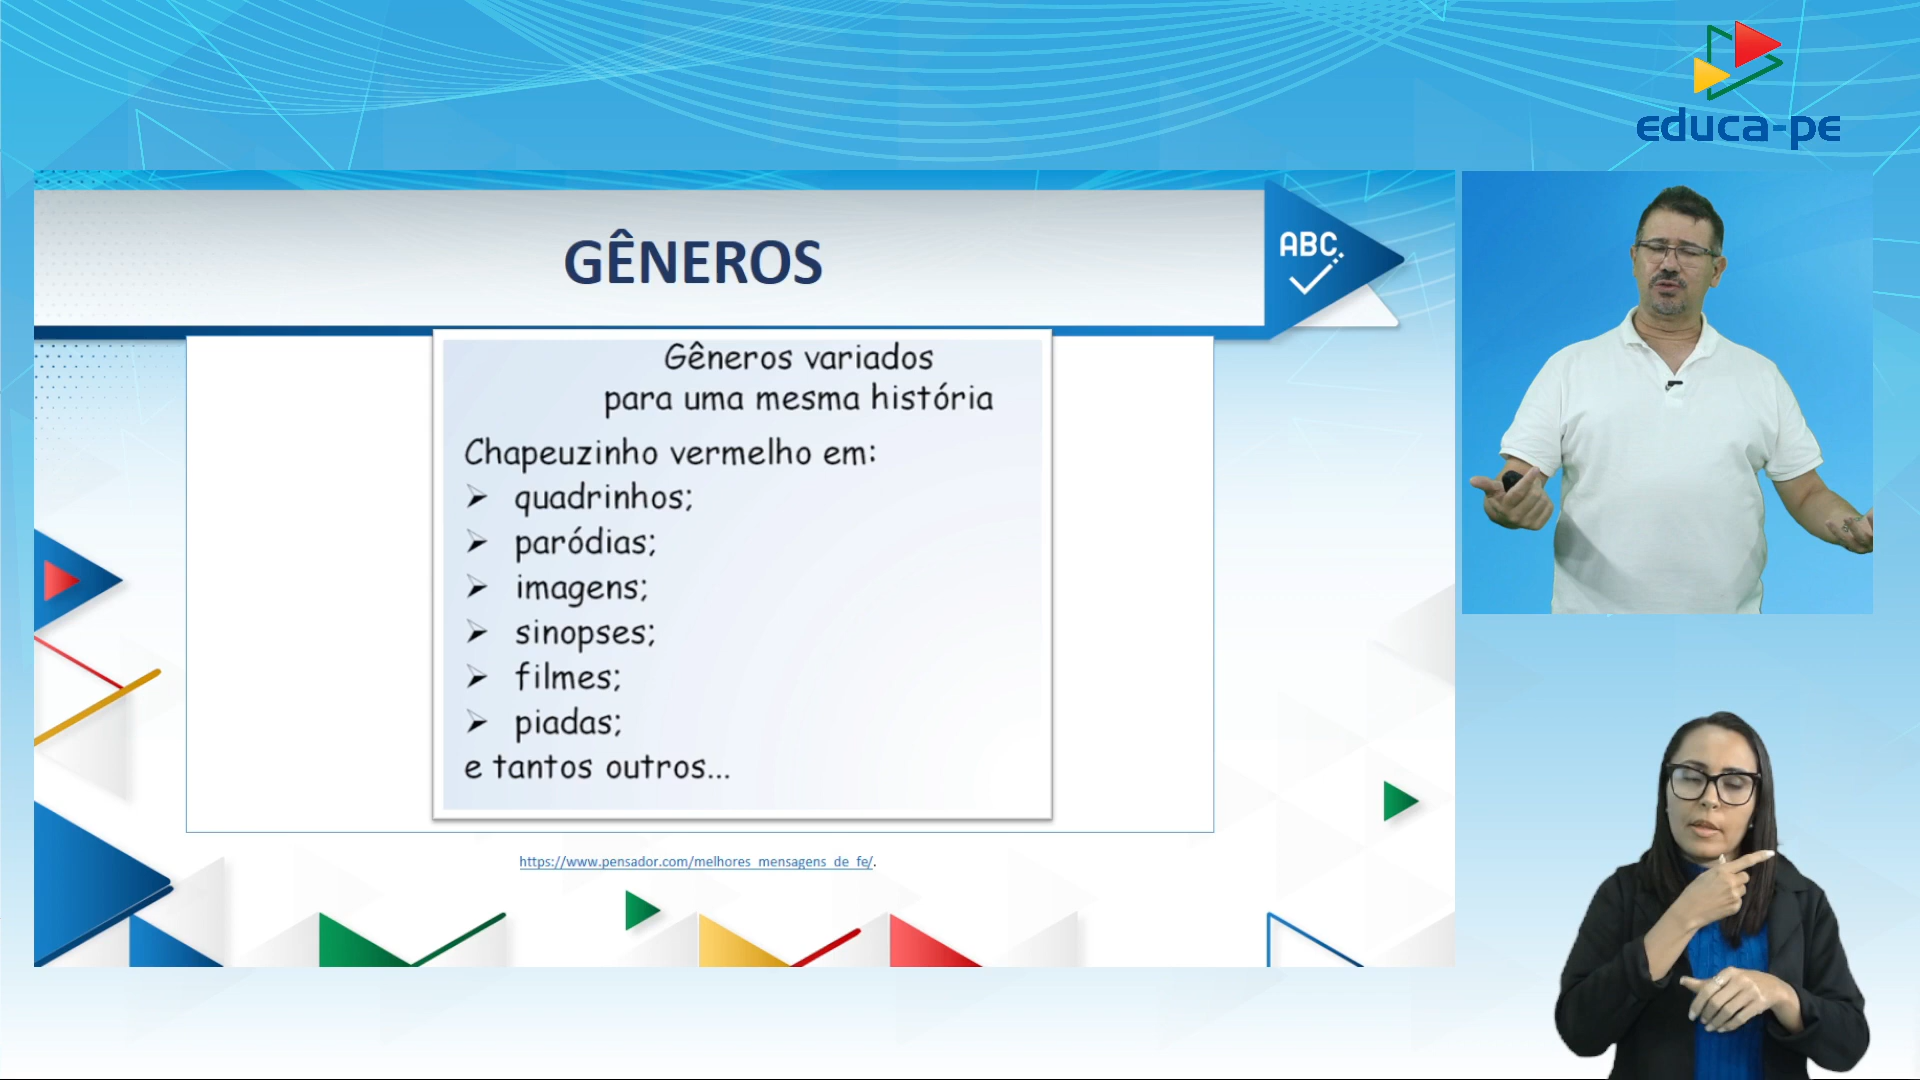 educa-pe
GÊNEROS
ABC
Gêneros variados
para uma mesma história
Chapeuzinho vermelho em:
➢ quadrinhos;
➢ paródias;
➢ imagens;
➢ sinopses;
➢ filmes;
➢ piadas;
e tantos outros...
https://www.pensador.com/melhores_mensagens_de_fe/.